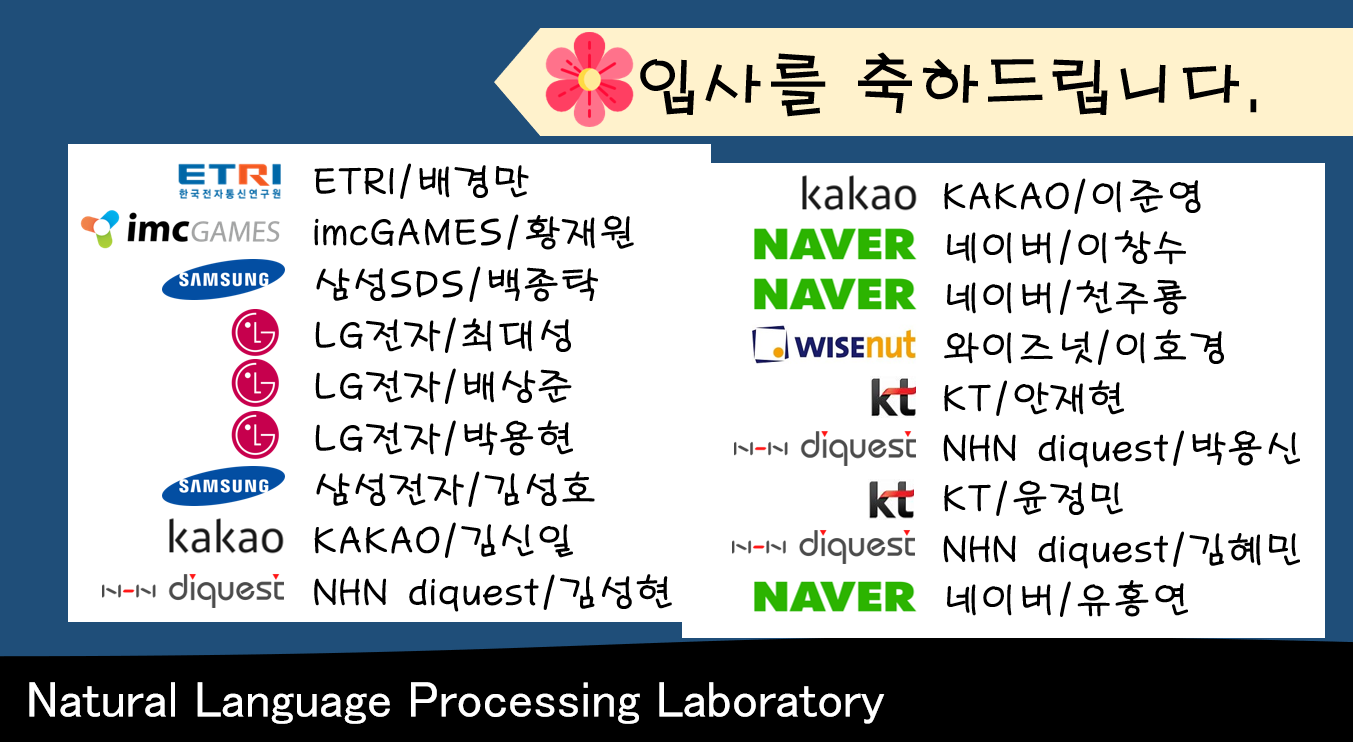 입사를 축하드립니다.
ETRI 한국전자통신연구원 ETRI/배경만
imcGAMES imcGAMES/황재원
SAMSUNG 삼성SDS/백종탁
LG LG전자/최대성
LG LG전자/배상준
LG LG전자/박용현
SAMSUNG 삼성전자/김성호
kakao KAKAO/김신일
NHN diquest NHN diquest/김성현
kakao KAKAO/이준영
NAVER 네이버/이창수
NAVER 네이버/천주룡
WISEnut 와이즈넛/이호경
kt KT/안재현
NHN diquest NHN diquest/박용신
kt KT/윤정민
NHN diquest NHN diquest/김혜민
NAVER 네이버/유홍연
Natural Language Processing Laboratory